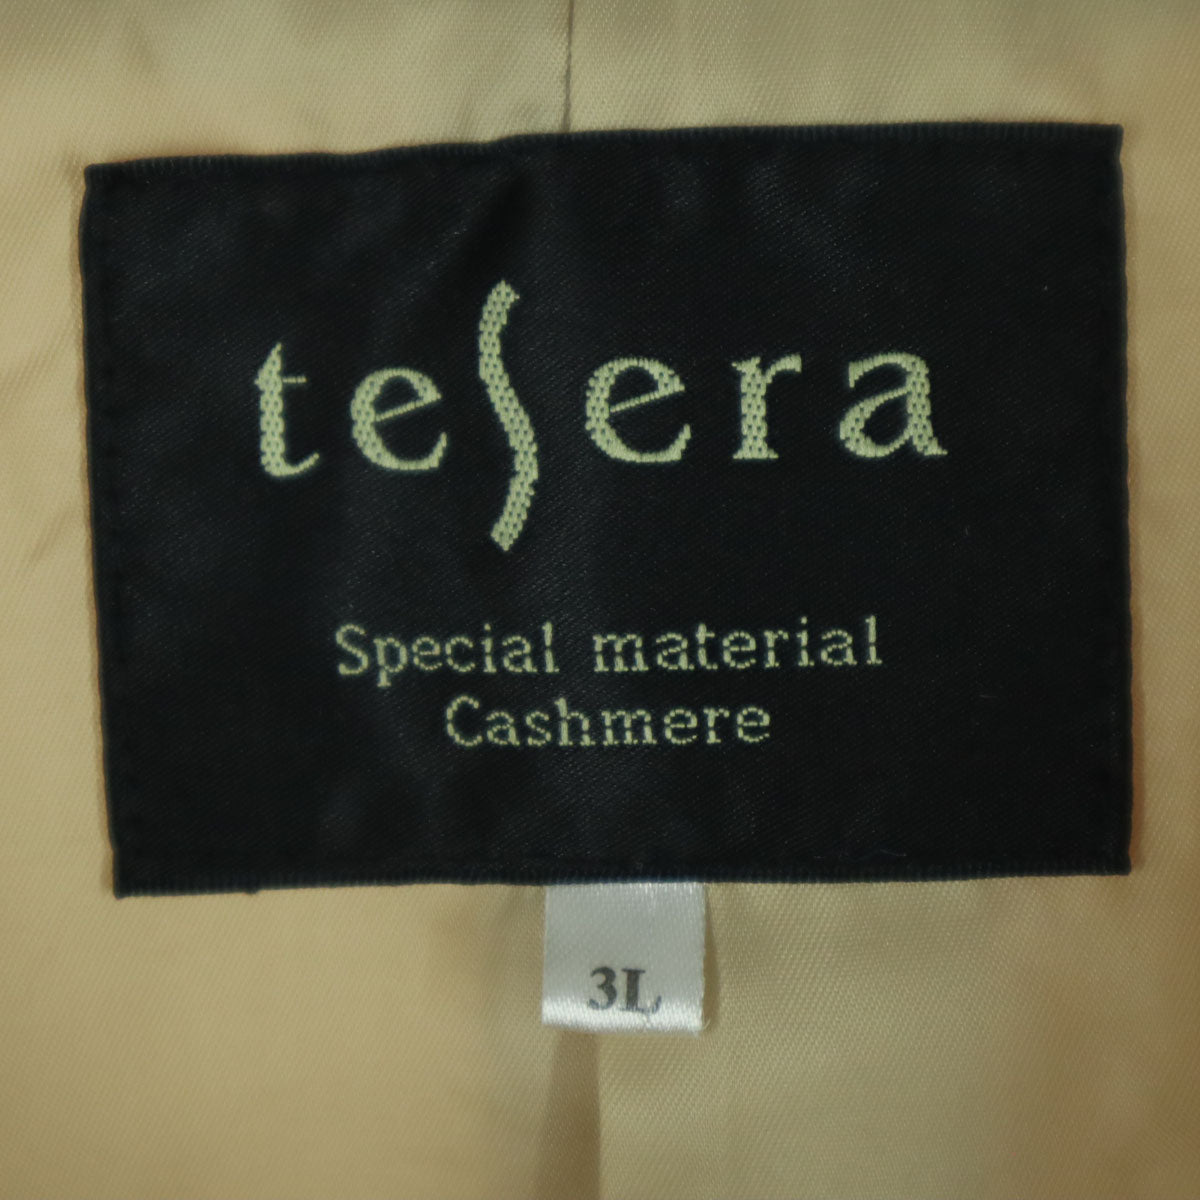 tesera
Special material
Cashmere
3L